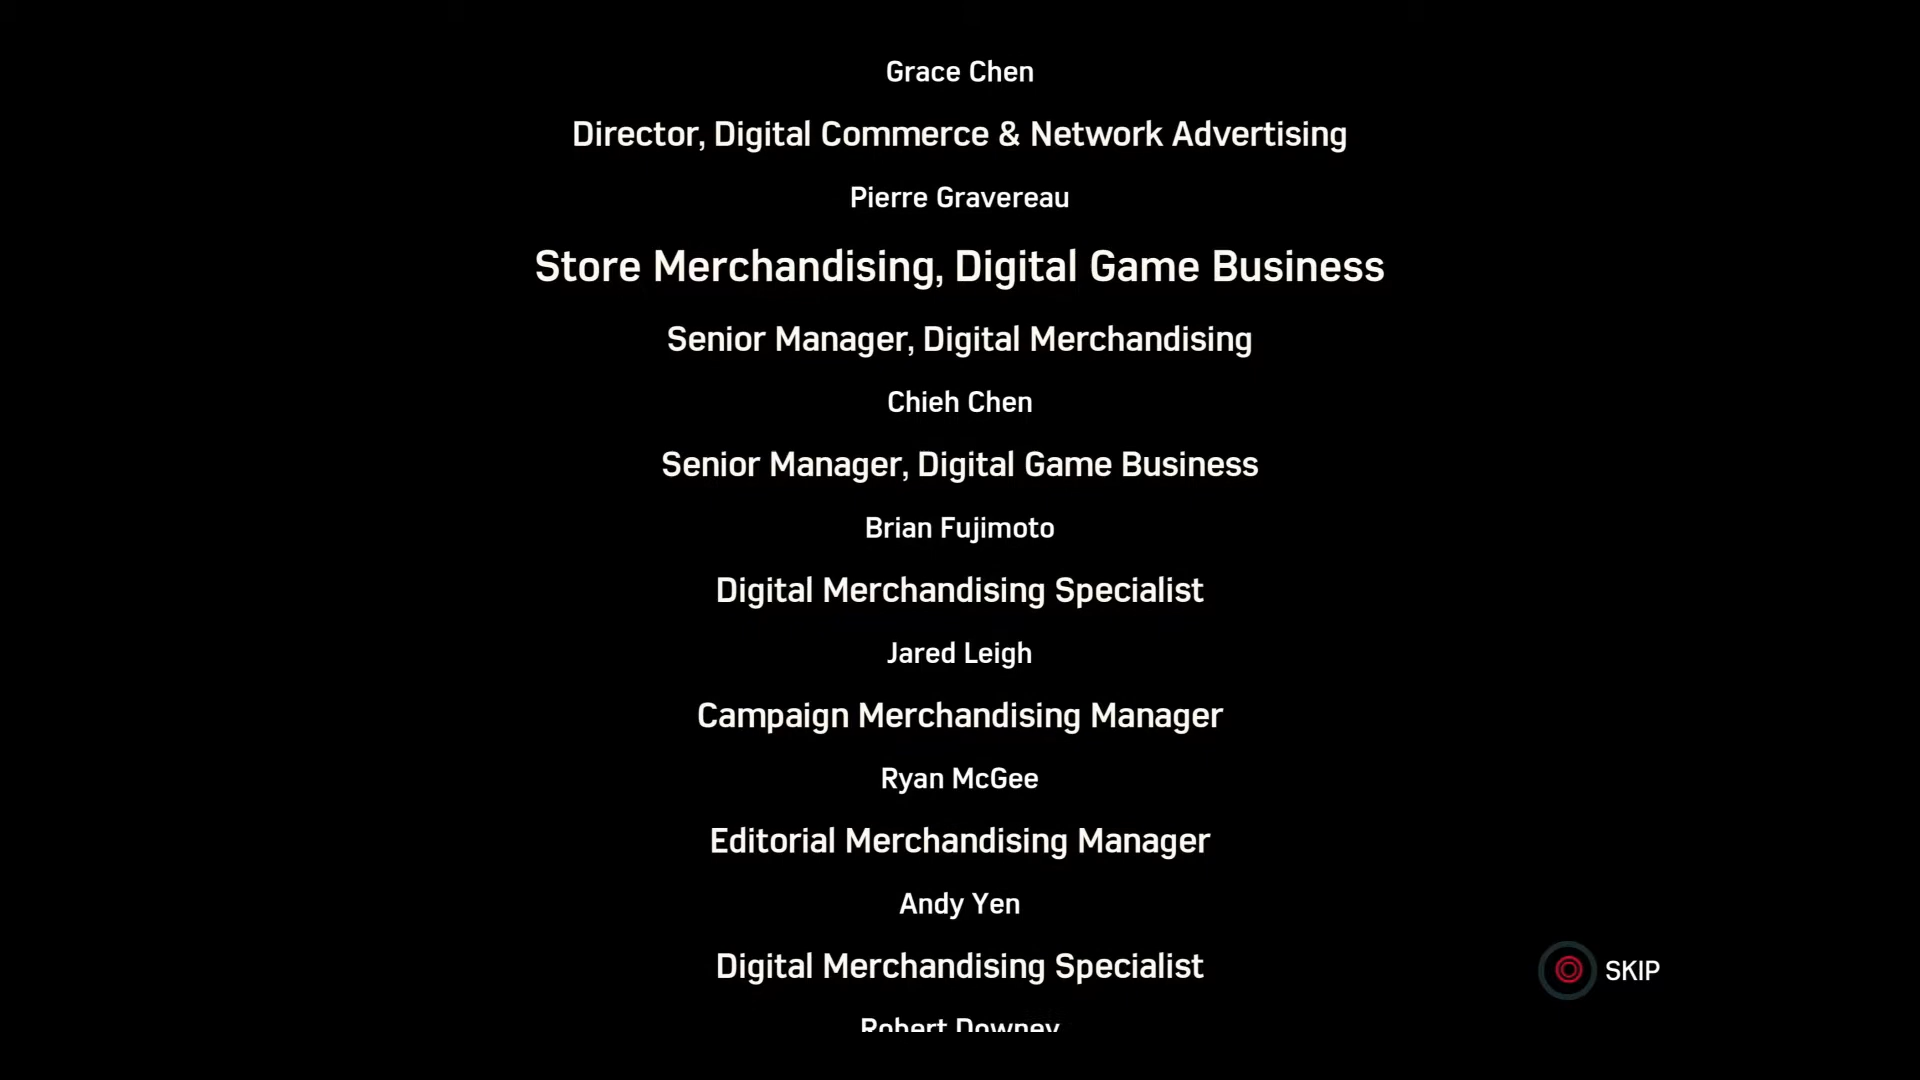 Grace Chen
Director, Digital Commerce & Network Advertising
Pierre Gravereau
Store Merchandising, Digital Game Business
Senior Manager, Digital Merchandising
Chieh Chen
Senior Manager, Digital Game Business
Brian Fujimoto
Digital Merchandising Specialist
Jared Leigh
Campaign Merchandising Manager
Ryan McGee
Editorial Merchandising Manager
Andy Yen
Digital Merchandising Specialist
SKIP
Robert Downey